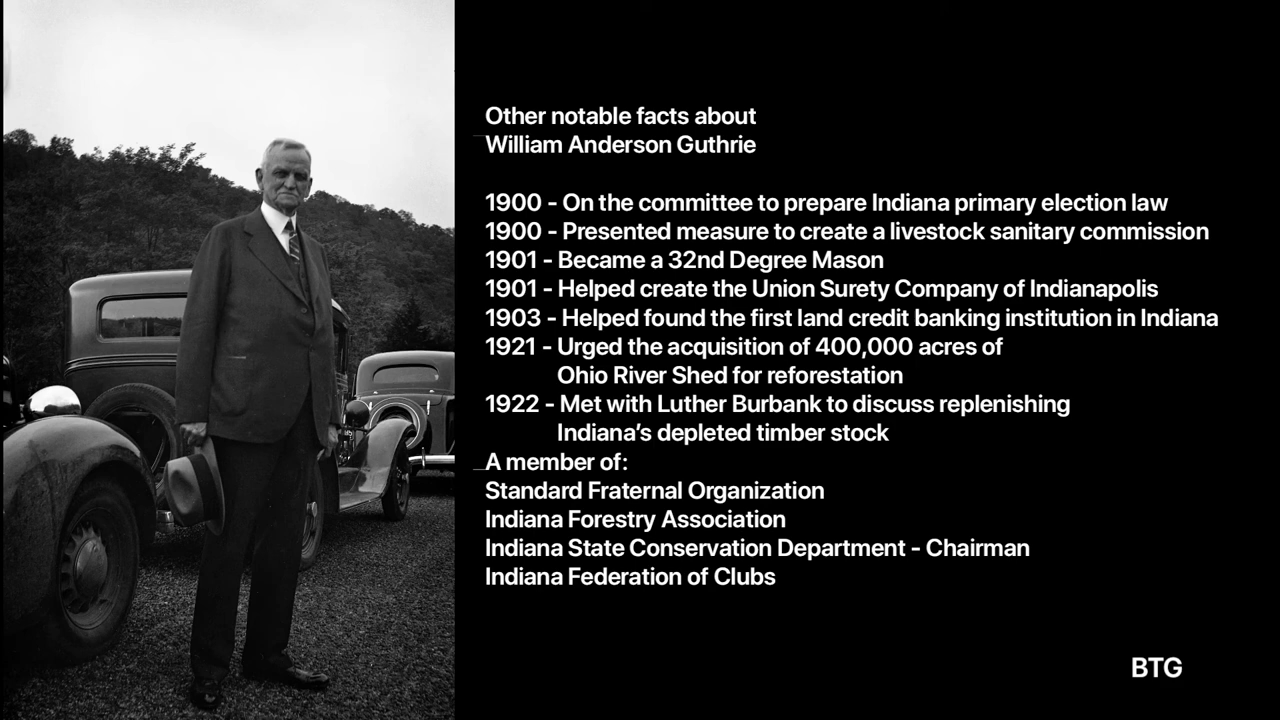 Other notable facts about
William Anderson Guthrie
1900 - On the committee to prepare Indiana primary election law
1900 - Presented measure to create a livestock sanitary commission
1901 - Became a 32nd Degree Mason
1901 - Helped create the Union Surety Company of Indianapolis
1903 - Helped found the first land credit banking institution in Indiana
1921 - Urged the acquisition of 400,000 acres of
Ohio River Shed for reforestation
1922 - Met with Luther Burbank to discuss replenishing
Indiana's depleted timber stock
A member of:
Standard Fraternal Organization
Indiana Forestry Association
Indiana State Conservation Department - Chairman
Indiana Federation of Clubs
BTG